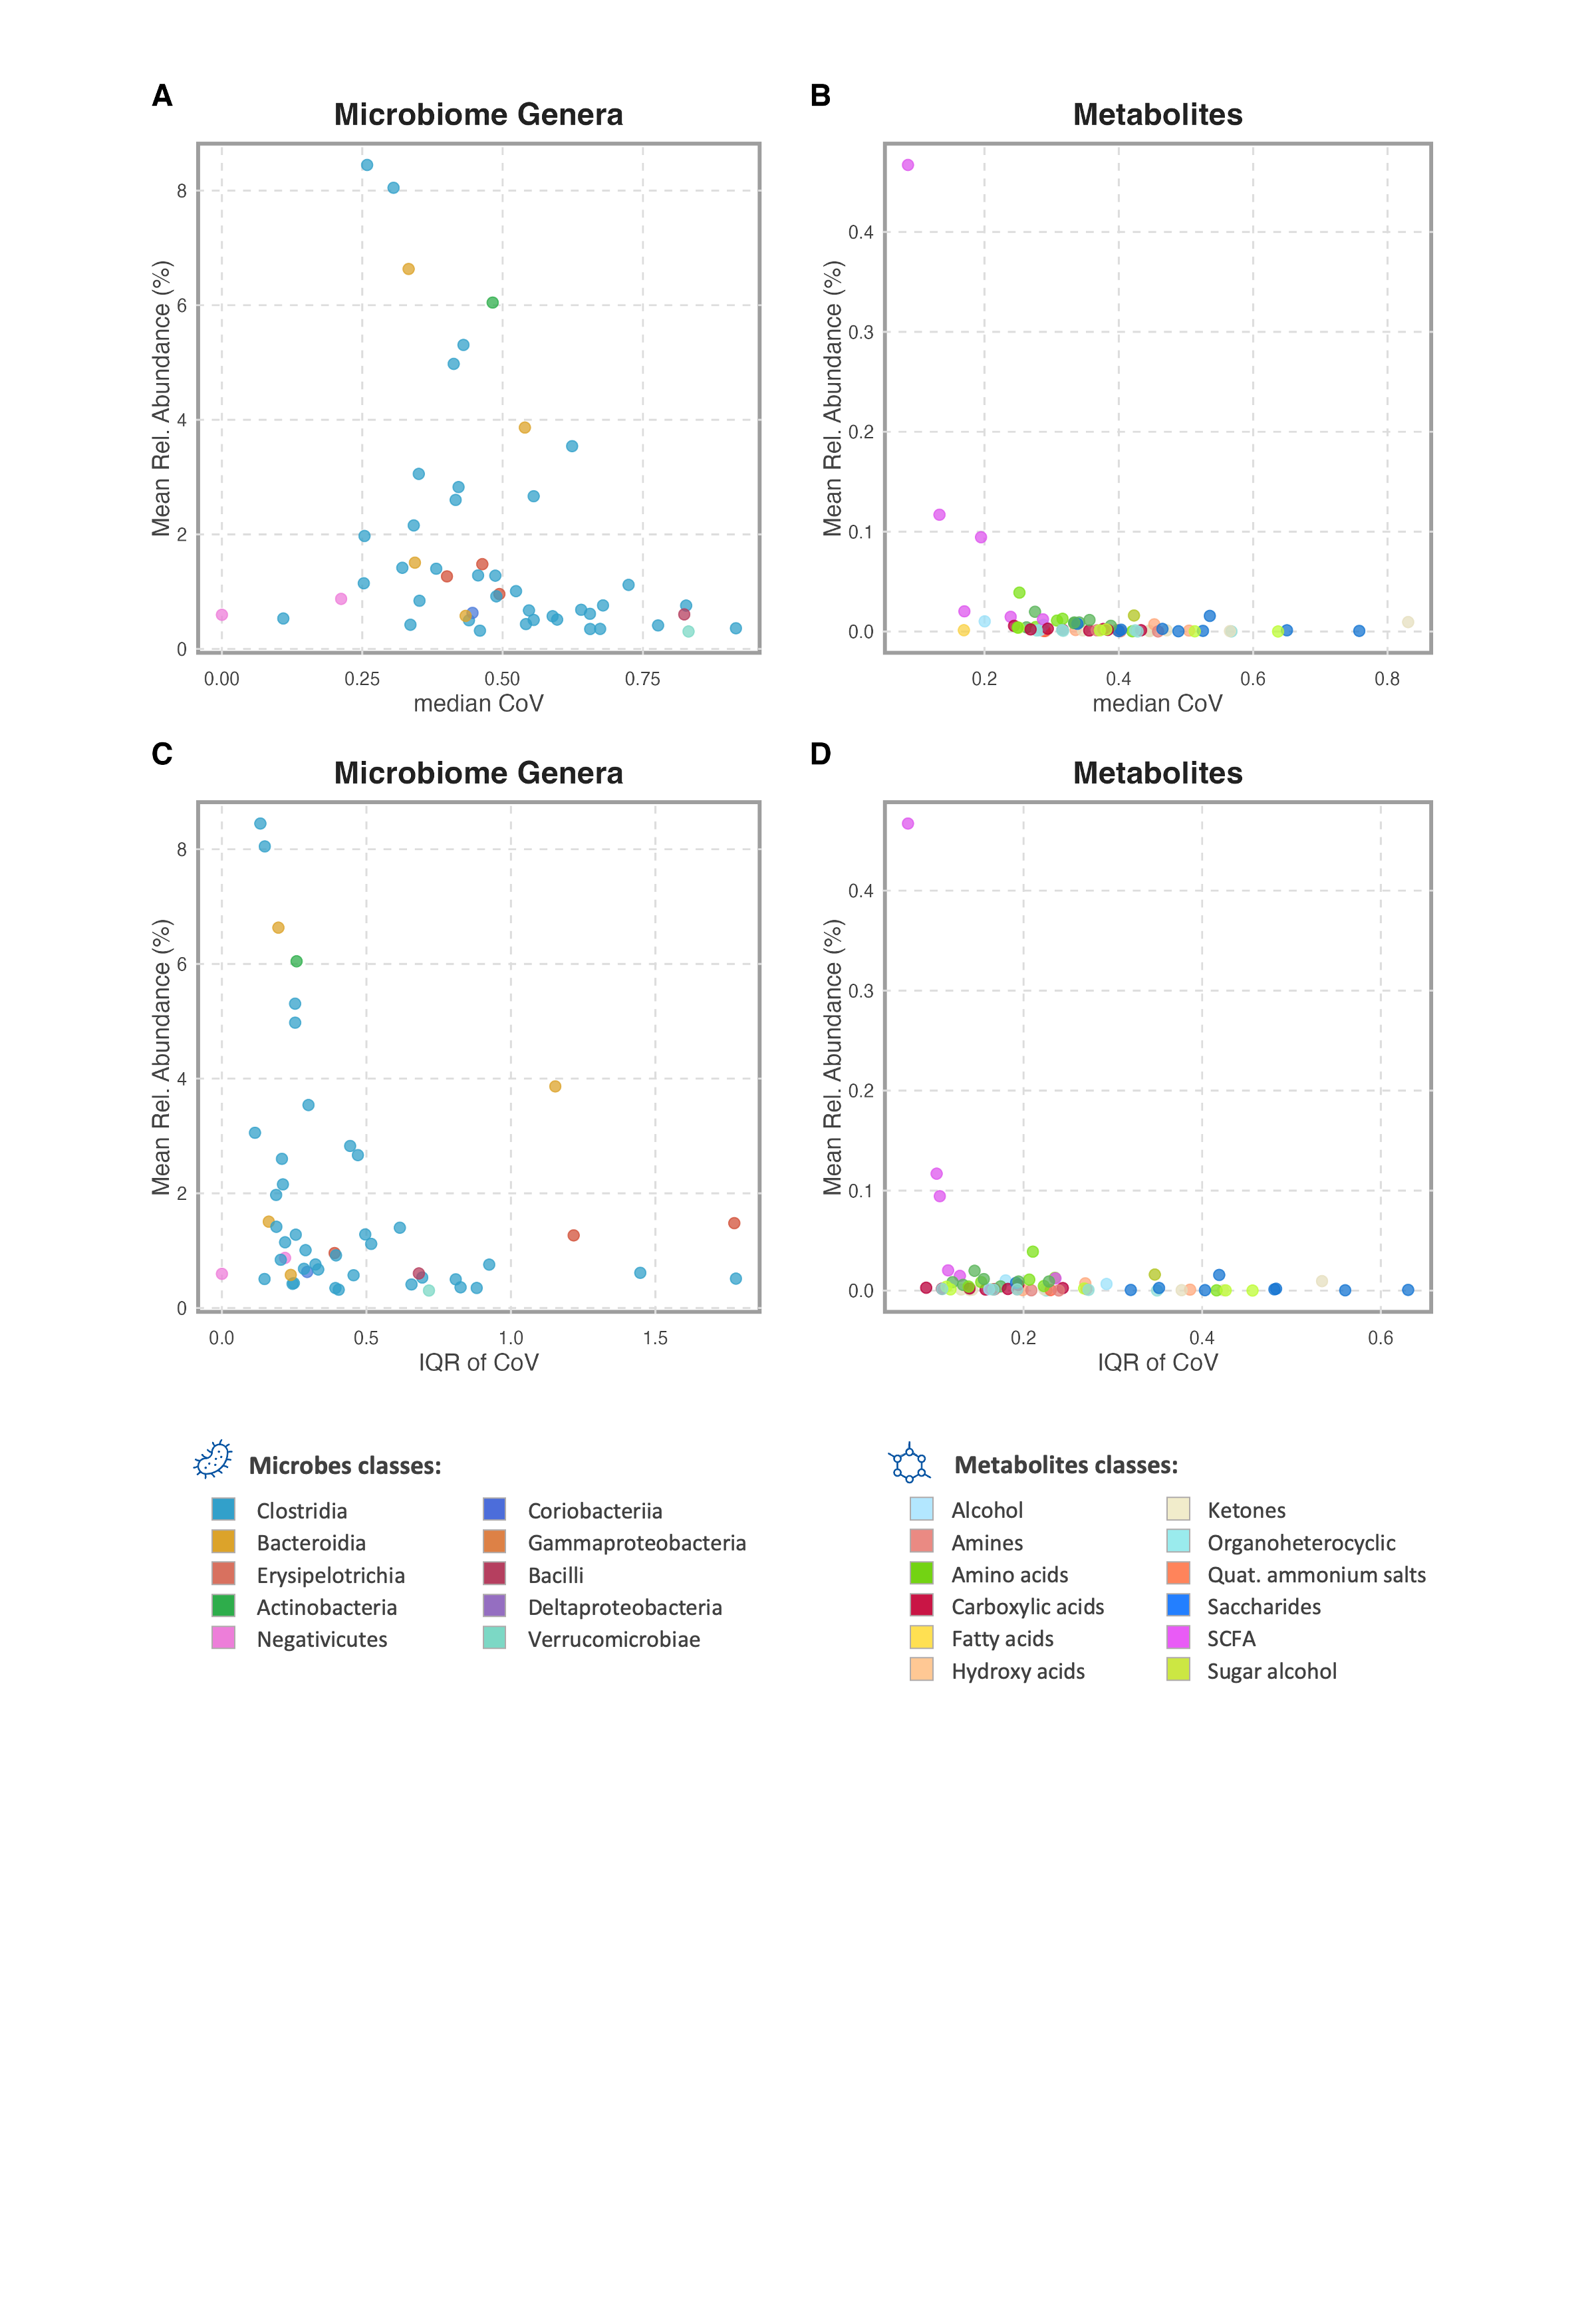 A
Microbiome Genera
Mean Rel. Abundance (%)
8
6
4
2
0
0.00 0.25 0.50 0.75
median CoV
B
Metabolites
Mean Rel. Abundance (%)
0.4
0.3
0.2
0.1
0.0
0.2 0.4 0.6 0.8
median CoV
C
Microbiome Genera
Mean Rel. Abundance (%)
8
6
4
2
0
0.0 0.5 1.0 1.5
IQR of CoV
D
Metabolites
Mean Rel. Abundance (%)
0.4
0.3
0.2
0.1
0.0
0.2 0.4 0.6
IQR of CoV
Microbes classes:
Clostridia
Bacteroidia
Erysipelotrichia
Actinobacteria
Negativicutes
Coriobacteriia
Gammaproteobacteria
Bacilli
Deltaproteobacteria
Verrucomicrobiae
Metabolites classes:
Alcohol
Amines
Amino acids
Carboxylic acids
Fatty acids
Hydroxy acids
Ketones
Organoheterocyclic
Quat. ammonium salts
Saccharides
SCFA
Sugar alcohol